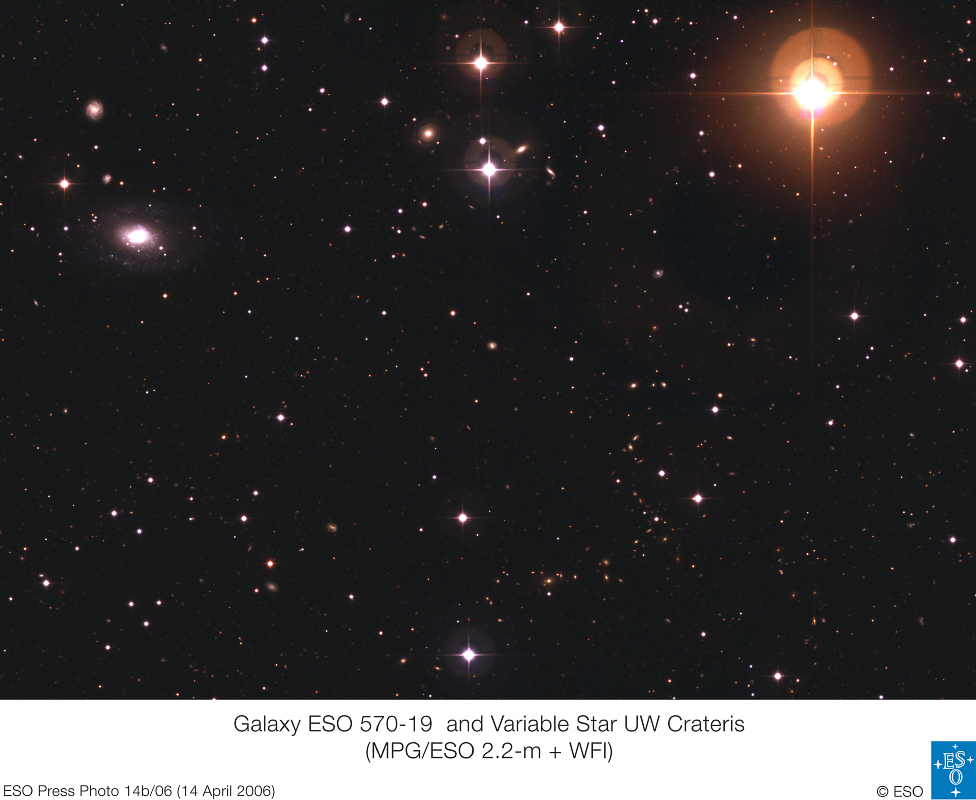 Galaxy ESO 570-19 and Variable Star UW Crateris
(MPG/ESO 2.2-m + WFI)
ESO Press Photo 14b/06 (14 April 2006)
© ESO
ES
O